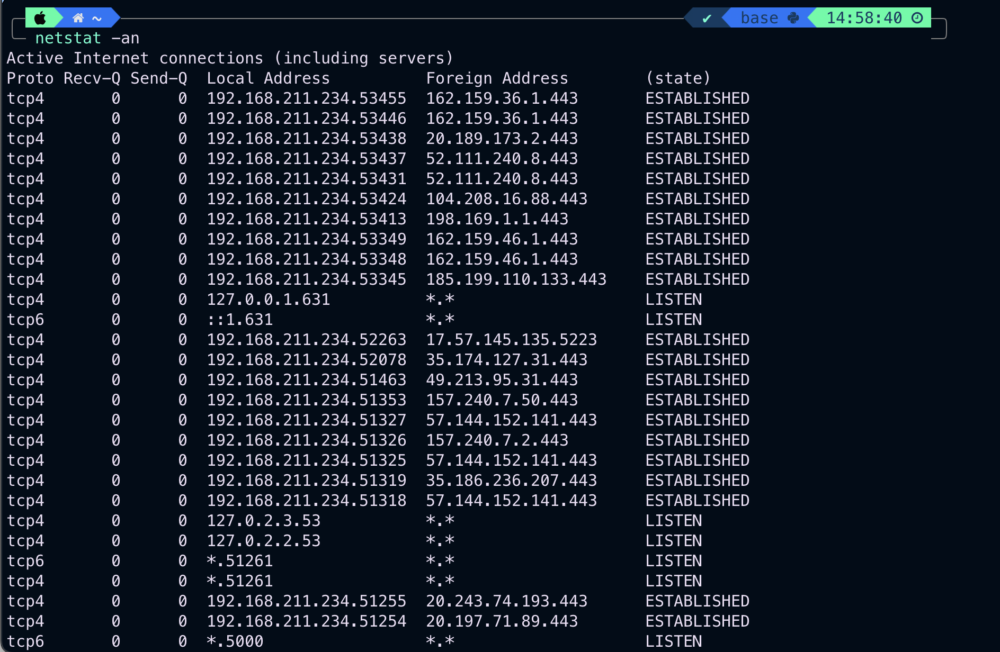 ~ ✔ base 14:58:40
netstat -an
Active Internet connections (including servers)
Proto Recv-Q Send-Q  Local Address          Foreign Address        (state)
tcp4       0      0  192.168.211.234.53455  162.159.36.1.443       ESTABLISHED
tcp4       0      0  192.168.211.234.53446  162.159.36.1.443       ESTABLISHED
tcp4       0      0  192.168.211.234.53438  20.189.173.2.443       ESTABLISHED
tcp4       0      0  192.168.211.234.53437  52.111.240.8.443       ESTABLISHED
tcp4       0      0  192.168.211.234.53431  52.111.240.8.443       ESTABLISHED
tcp4       0      0  192.168.211.234.53424  104.208.16.88.443      ESTABLISHED
tcp4       0      0  192.168.211.234.53413  198.169.1.1.443        ESTABLISHED
tcp4       0      0  192.168.211.234.53349  162.159.46.1.443       ESTABLISHED
tcp4       0      0  192.168.211.234.53348  162.159.46.1.443       ESTABLISHED
tcp4       0      0  192.168.211.234.53345  185.199.110.133.443    ESTABLISHED
tcp4       0      0  127.0.0.1.631          *.*                    LISTEN
tcp6       0      0  ::1.631                *.*                    LISTEN
tcp4       0      0  192.168.211.234.52263  17.57.145.135.5223     ESTABLISHED
tcp4       0      0  192.168.211.234.52078  35.174.127.31.443      ESTABLISHED
tcp4       0      0  192.168.211.234.51463  49.213.95.31.443       ESTABLISHED
tcp4       0      0  192.168.211.234.51353  157.240.7.50.443       ESTABLISHED
tcp4       0      0  192.168.211.234.51327  57.144.152.141.443     ESTABLISHED
tcp4       0      0  192.168.211.234.51326  157.240.7.2.443        ESTABLISHED
tcp4       0      0  192.168.211.234.51325  57.144.152.141.443     ESTABLISHED
tcp4       0      0  192.168.211.234.51319  35.186.236.207.443     ESTABLISHED
tcp4       0      0  192.168.211.234.51318  57.144.152.141.443     ESTABLISHED
tcp4       0      0  127.0.2.3.53           *.*                    LISTEN
tcp4       0      0  127.0.2.2.53           *.*                    LISTEN
tcp6       0      0  *.51261                *.*                    LISTEN
tcp4       0      0  *.51261                *.*                    LISTEN
tcp4       0      0  192.168.211.234.51255  20.243.74.193.443      ESTABLISHED
tcp4       0      0  192.168.211.234.51254  20.197.71.89.443       ESTABLISHED
tcp6       0      0  *.5000                 *.*                    LISTEN